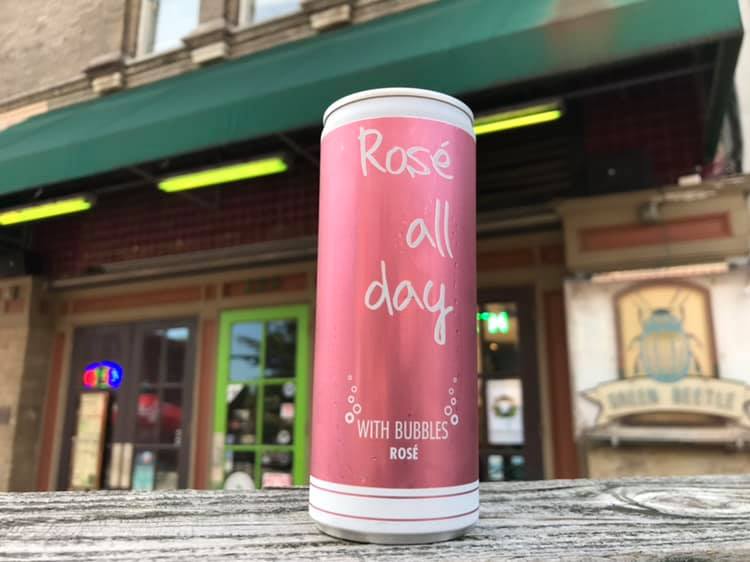 Rosé
all
day
WITH BUBBLES
ROSÉ
GREEN BEETLE